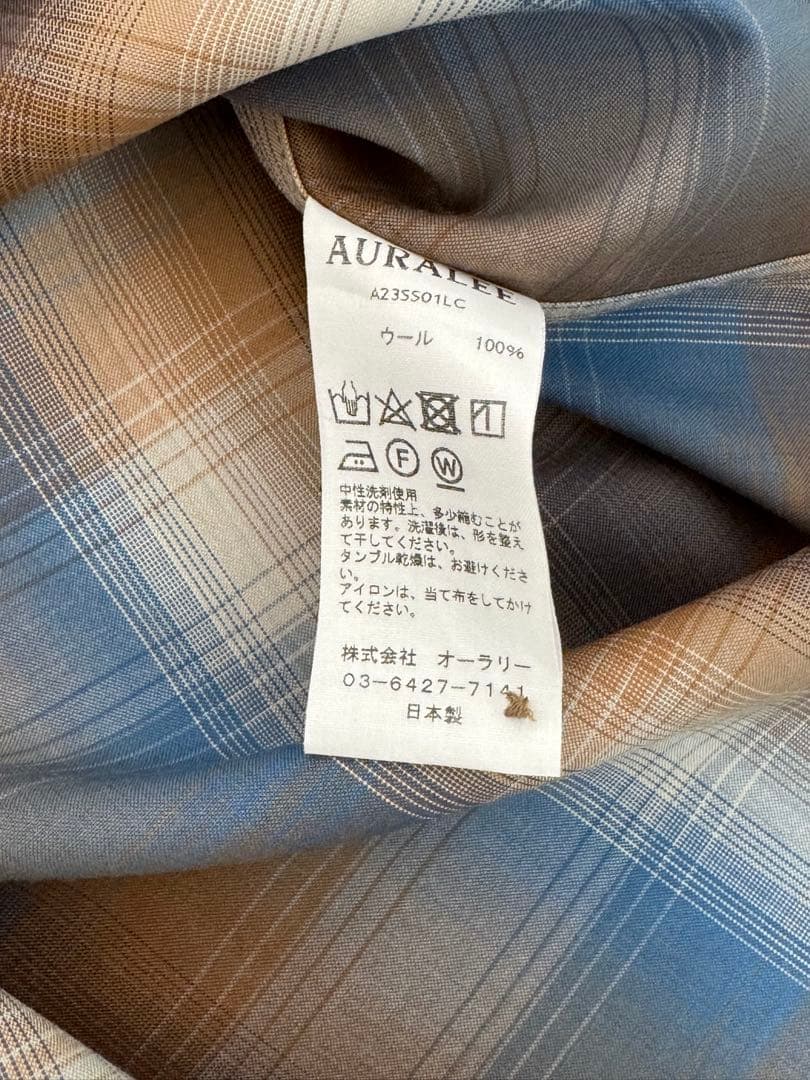 AURALEE
A23SS01LC
ウール 100%
F W
中性洗剤使用
素材の特性上、多少縮むことが
あります。洗濯後は、形を整え
て干してください。
タンブル乾燥は、お避けくださ
い。
アイロンは、当て布をしてかけ
てください。
株式会社 オーラリー
03-6427-7141
日本製